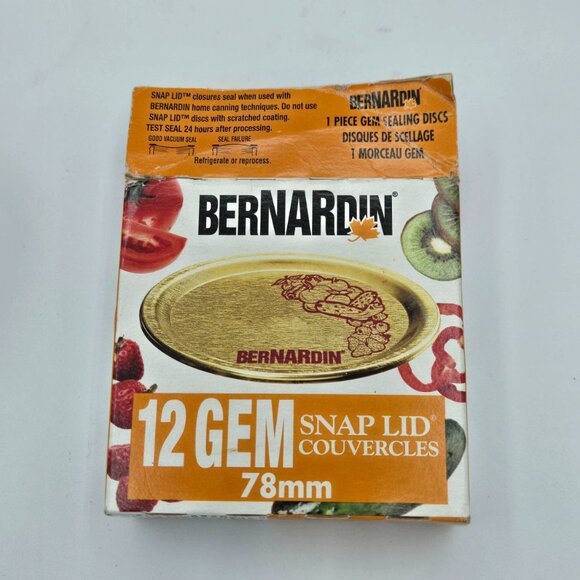 SNAP LID™ closures seal when used with
BERNARDIN home canning techniques. Do not use
SNAP LID™ discs with scratched coating.
TEST SEAL 24 hours after processing.
GOOD VACUUM SEAL SEAL FAILURE
Refrigerate or reprocess.
BERNARDIN
1 PIECE GEM SEALING DISCS
DISQUES DE SCELLAGE
1 MORCEAU GEM
BERNARDIN®
BERNARDIN®
12 GEM
SNAP LID®
COUVERCLES
78mm